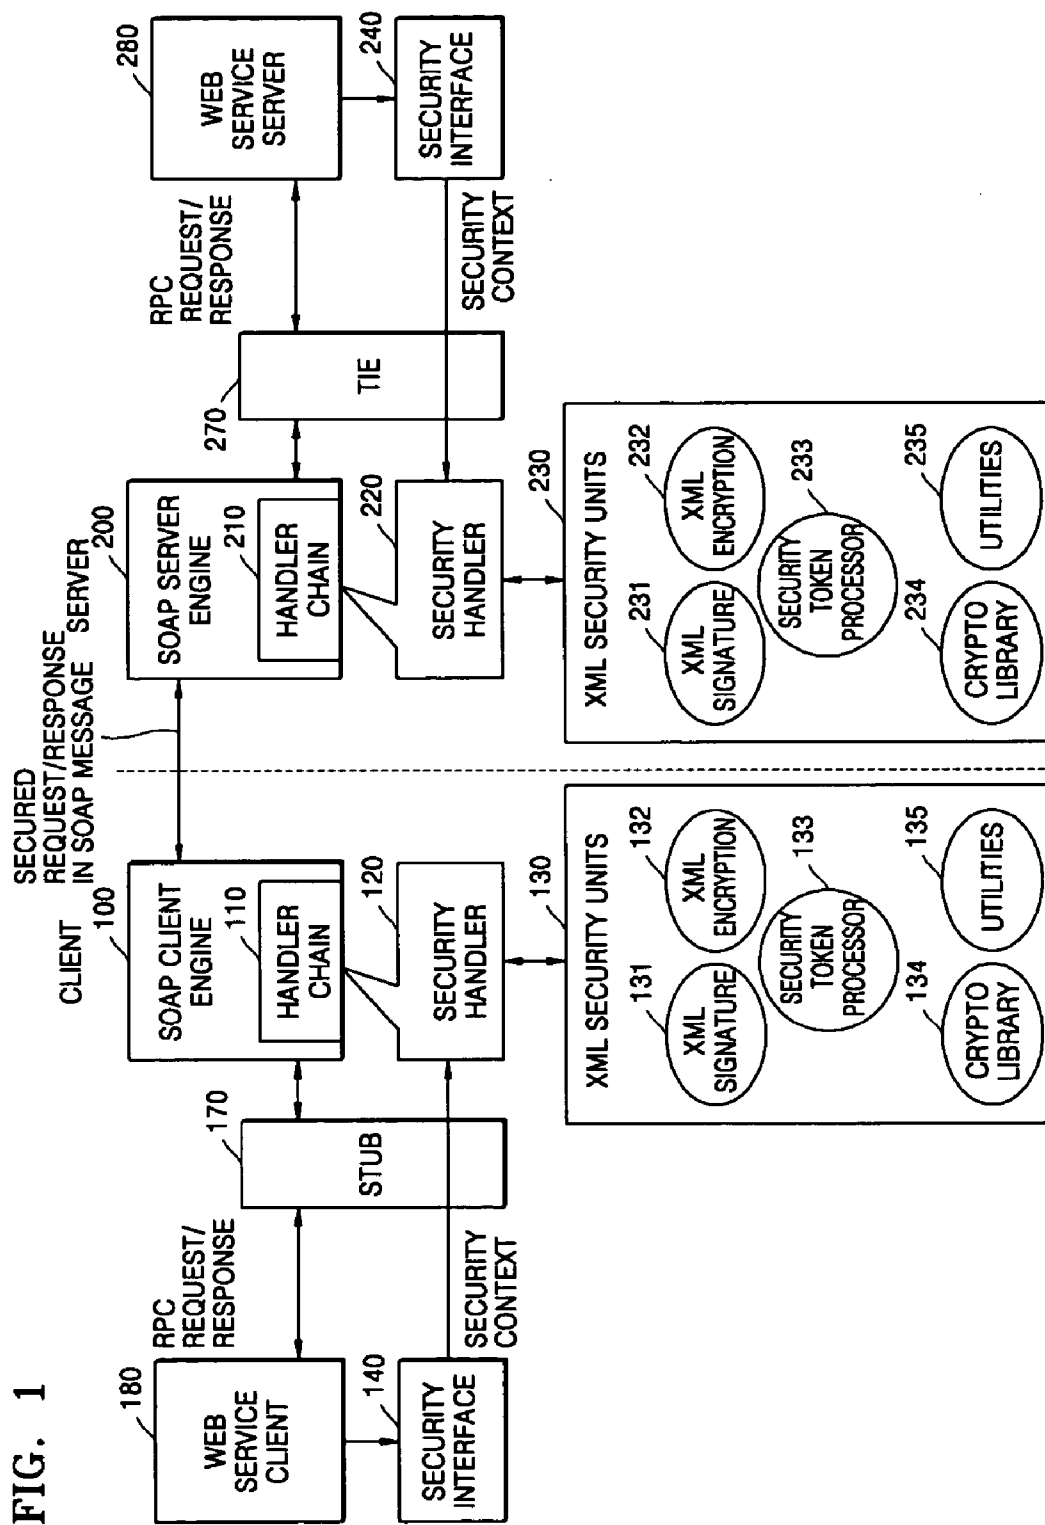 FIG. 1
CLIENT
SECURED
REQUEST/RESPONSE
IN SOAP MESSAGE
SERVER
180
WEB
SERVICE
CLIENT
RPC
REQUEST/
RESPONSE
170
STUB
100
SOAP CLIENT
ENGINE
110
HANDLER
CHAIN
200
SOAP SERVER
ENGINE
210
HANDLER
CHAIN
270
TIE
RPC
REQUEST/
RESPONSE
280
WEB
SERVICE
SERVER
140
SECURITY
INTERFACE
SECURITY
CONTEXT
120
SECURITY
HANDLER
220
SECURITY
HANDLER
SECURITY
CONTEXT
240
SECURITY
INTERFACE
130
XML SECURITY UNITS
131
XML
SIGNATURE
132
XML
ENCRYPTION
133
SECURITY
TOKEN
PROCESSOR
134
CRYPTO
LIBRARY
135
UTILITIES
230
XML SECURITY UNITS
231
XML
SIGNATURE
232
XML
ENCRYPTION
233
SECURITY
TOKEN
PROCESSOR
234
CRYPTO
LIBRARY
235
UTILITIES